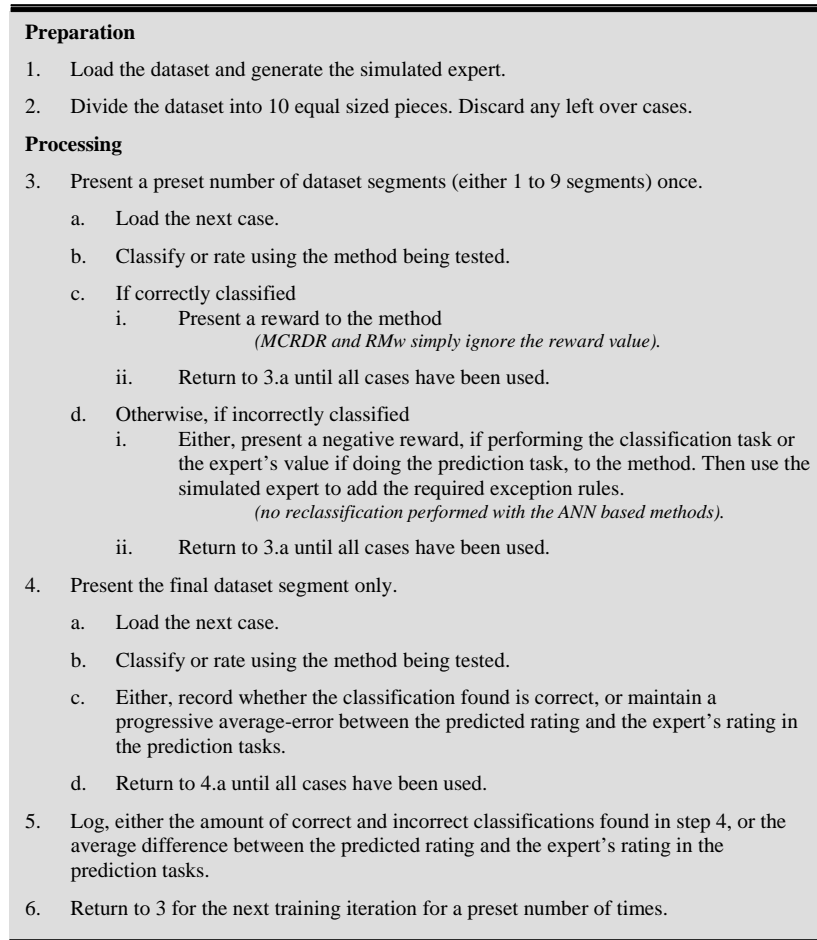 Preparation
1. Load the dataset and generate the simulated expert.
2. Divide the dataset into 10 equal sized pieces. Discard any left over cases.
Processing
3. Present a preset number of dataset segments (either 1 to 9 segments) once.
a. Load the next case.
b. Classify or rate using the method being tested.
c. If correctly classified
i. Present a reward to the method
(MCRDR and RMw simply ignore the reward value).
ii. Return to 3.a until all cases have been used.
d. Otherwise, if incorrectly classified
i. Either, present a negative reward, if performing the classification task or
the expert's value if doing the prediction task, to the method. Then use the
simulated expert to add the required exception rules.
(no reclassification performed with the ANN based methods).
ii. Return to 3.a until all cases have been used.
4. Present the final dataset segment only.
a. Load the next case.
b. Classify or rate using the method being tested.
c. Either, record whether the classification found is correct, or maintain a
progressive average-error between the predicted rating and the expert's rating in
the prediction tasks.
d. Return to 4.a until all cases have been used.
5. Log, either the amount of correct and incorrect classifications found in step 4, or the
average difference between the predicted rating and the expert's rating in the
prediction tasks.
6. Return to 3 for the next training iteration for a preset number of times.